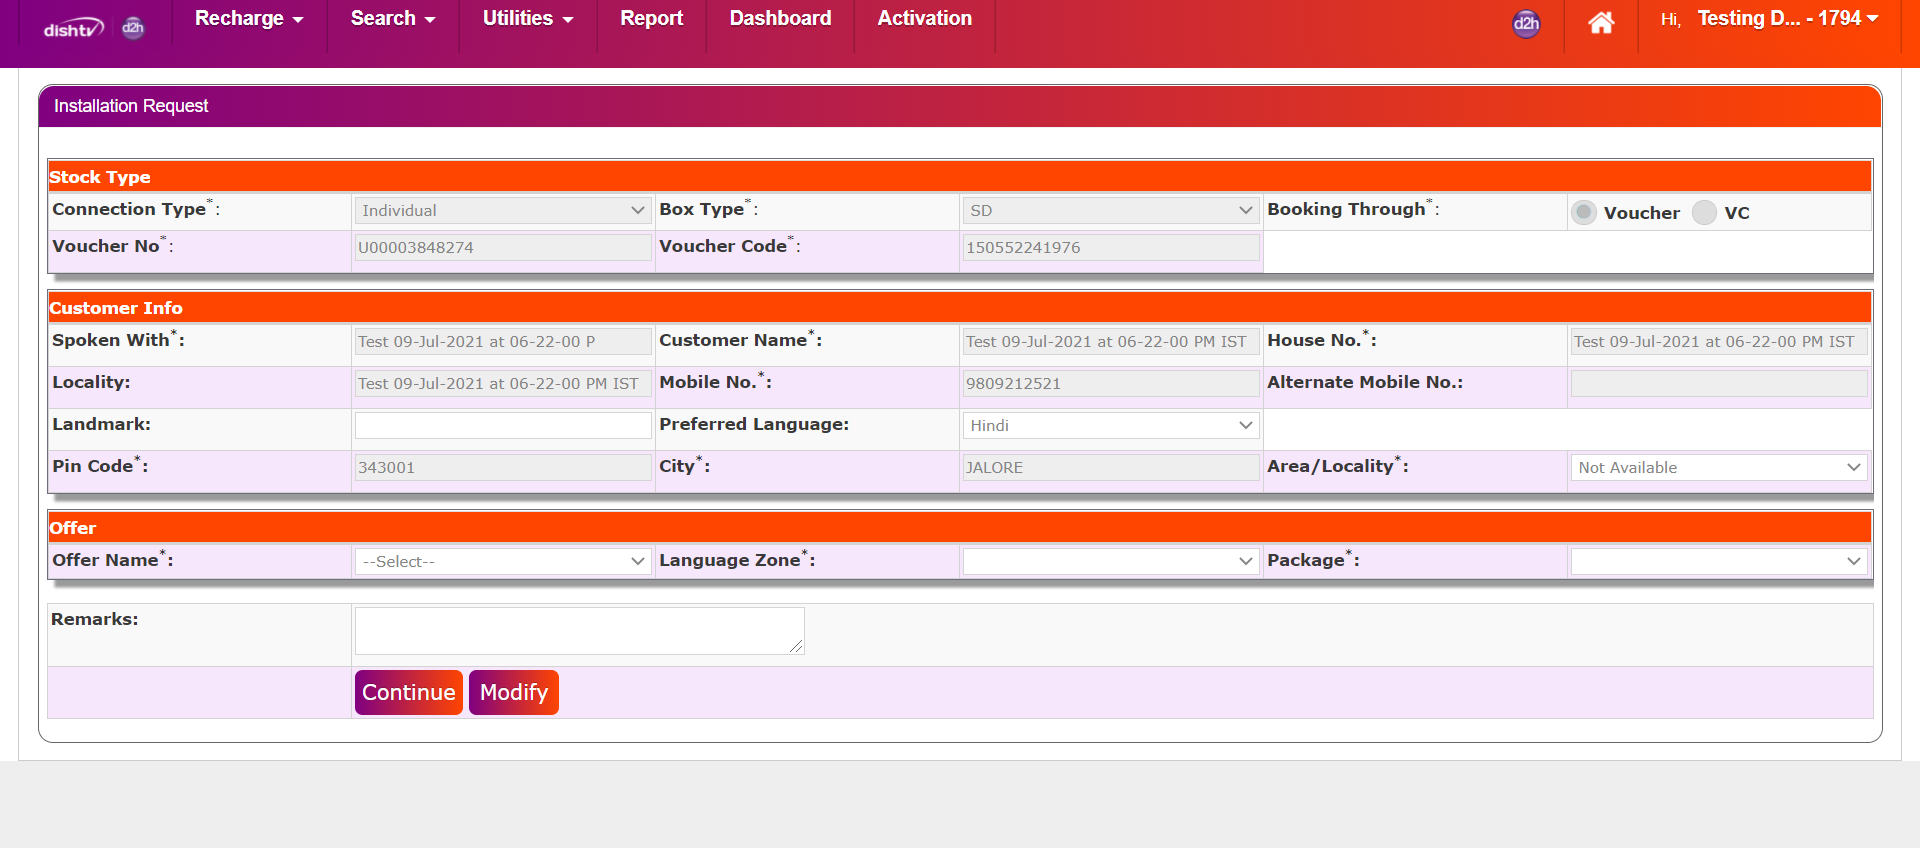 dishtv d2h Recharge Search Utilities Report Dashboard Activation d2h Hi, Testing D... - 1794
Installation Request
Stock Type
Connection Type*: Individual Box Type*: SD Booking Through*: Voucher VC
Voucher No*: U00003848274 Voucher Code*: 150552241976
Customer Info
Spoken With*: Test 09-Jul-2021 at 06-22-00 P Customer Name*: Test 09-Jul-2021 at 06-22-00 PM IST House No.*: Test 09-Jul-2021 at 06-22-00 PM IST
Locality: Test 09-Jul-2021 at 06-22-00 PM IST Mobile No.*: 9809212521 Alternate Mobile No.:
Landmark: Preferred Language: Hindi
Pin Code*: 343001 City*: JALORE Area/Locality*: Not Available
Offer
Offer Name*: --Select-- Language Zone*: Package*:
Remarks:
Continue Modify